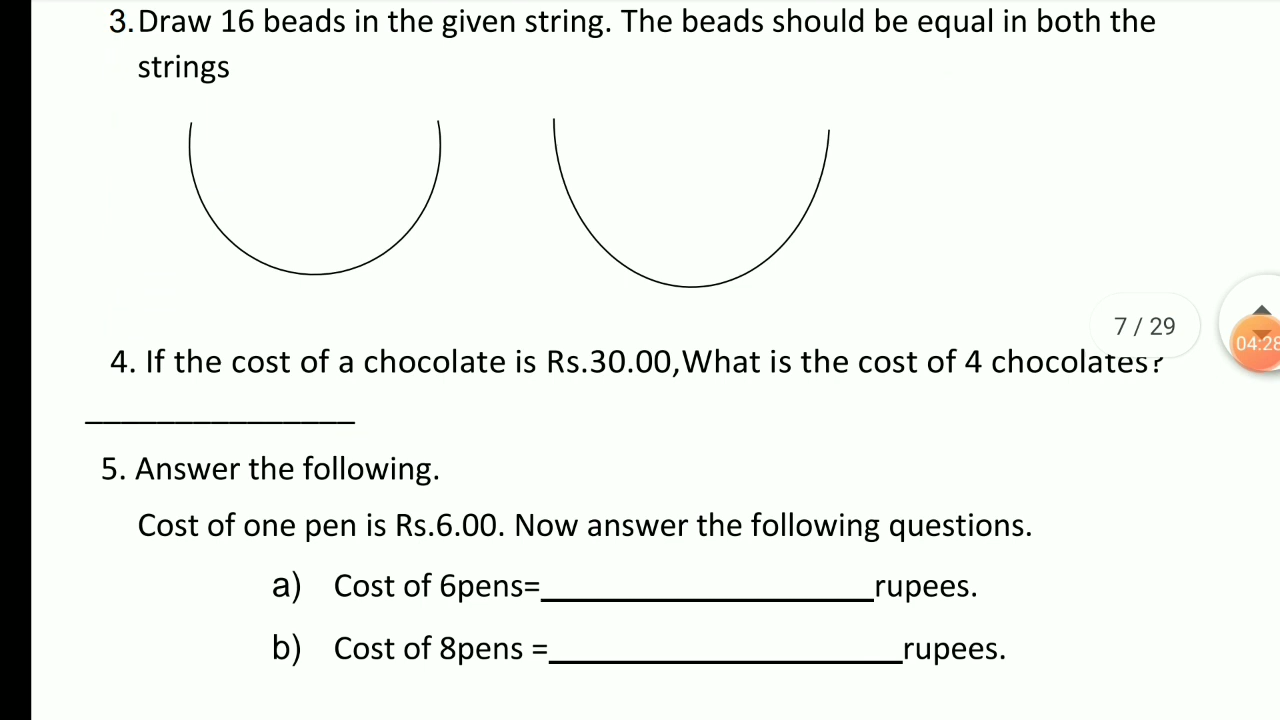 3.Draw 16 beads in the given string. The beads should be equal in both the
strings
7 / 29
04:28
4. If the cost of a chocolate is Rs.30.00,What is the cost of 4 chocolates?
_______________
5. Answer the following.
Cost of one pen is Rs.6.00. Now answer the following questions.
a) Cost of 6pens=____________________rupees.
b) Cost of 8pens =_____________________rupees.